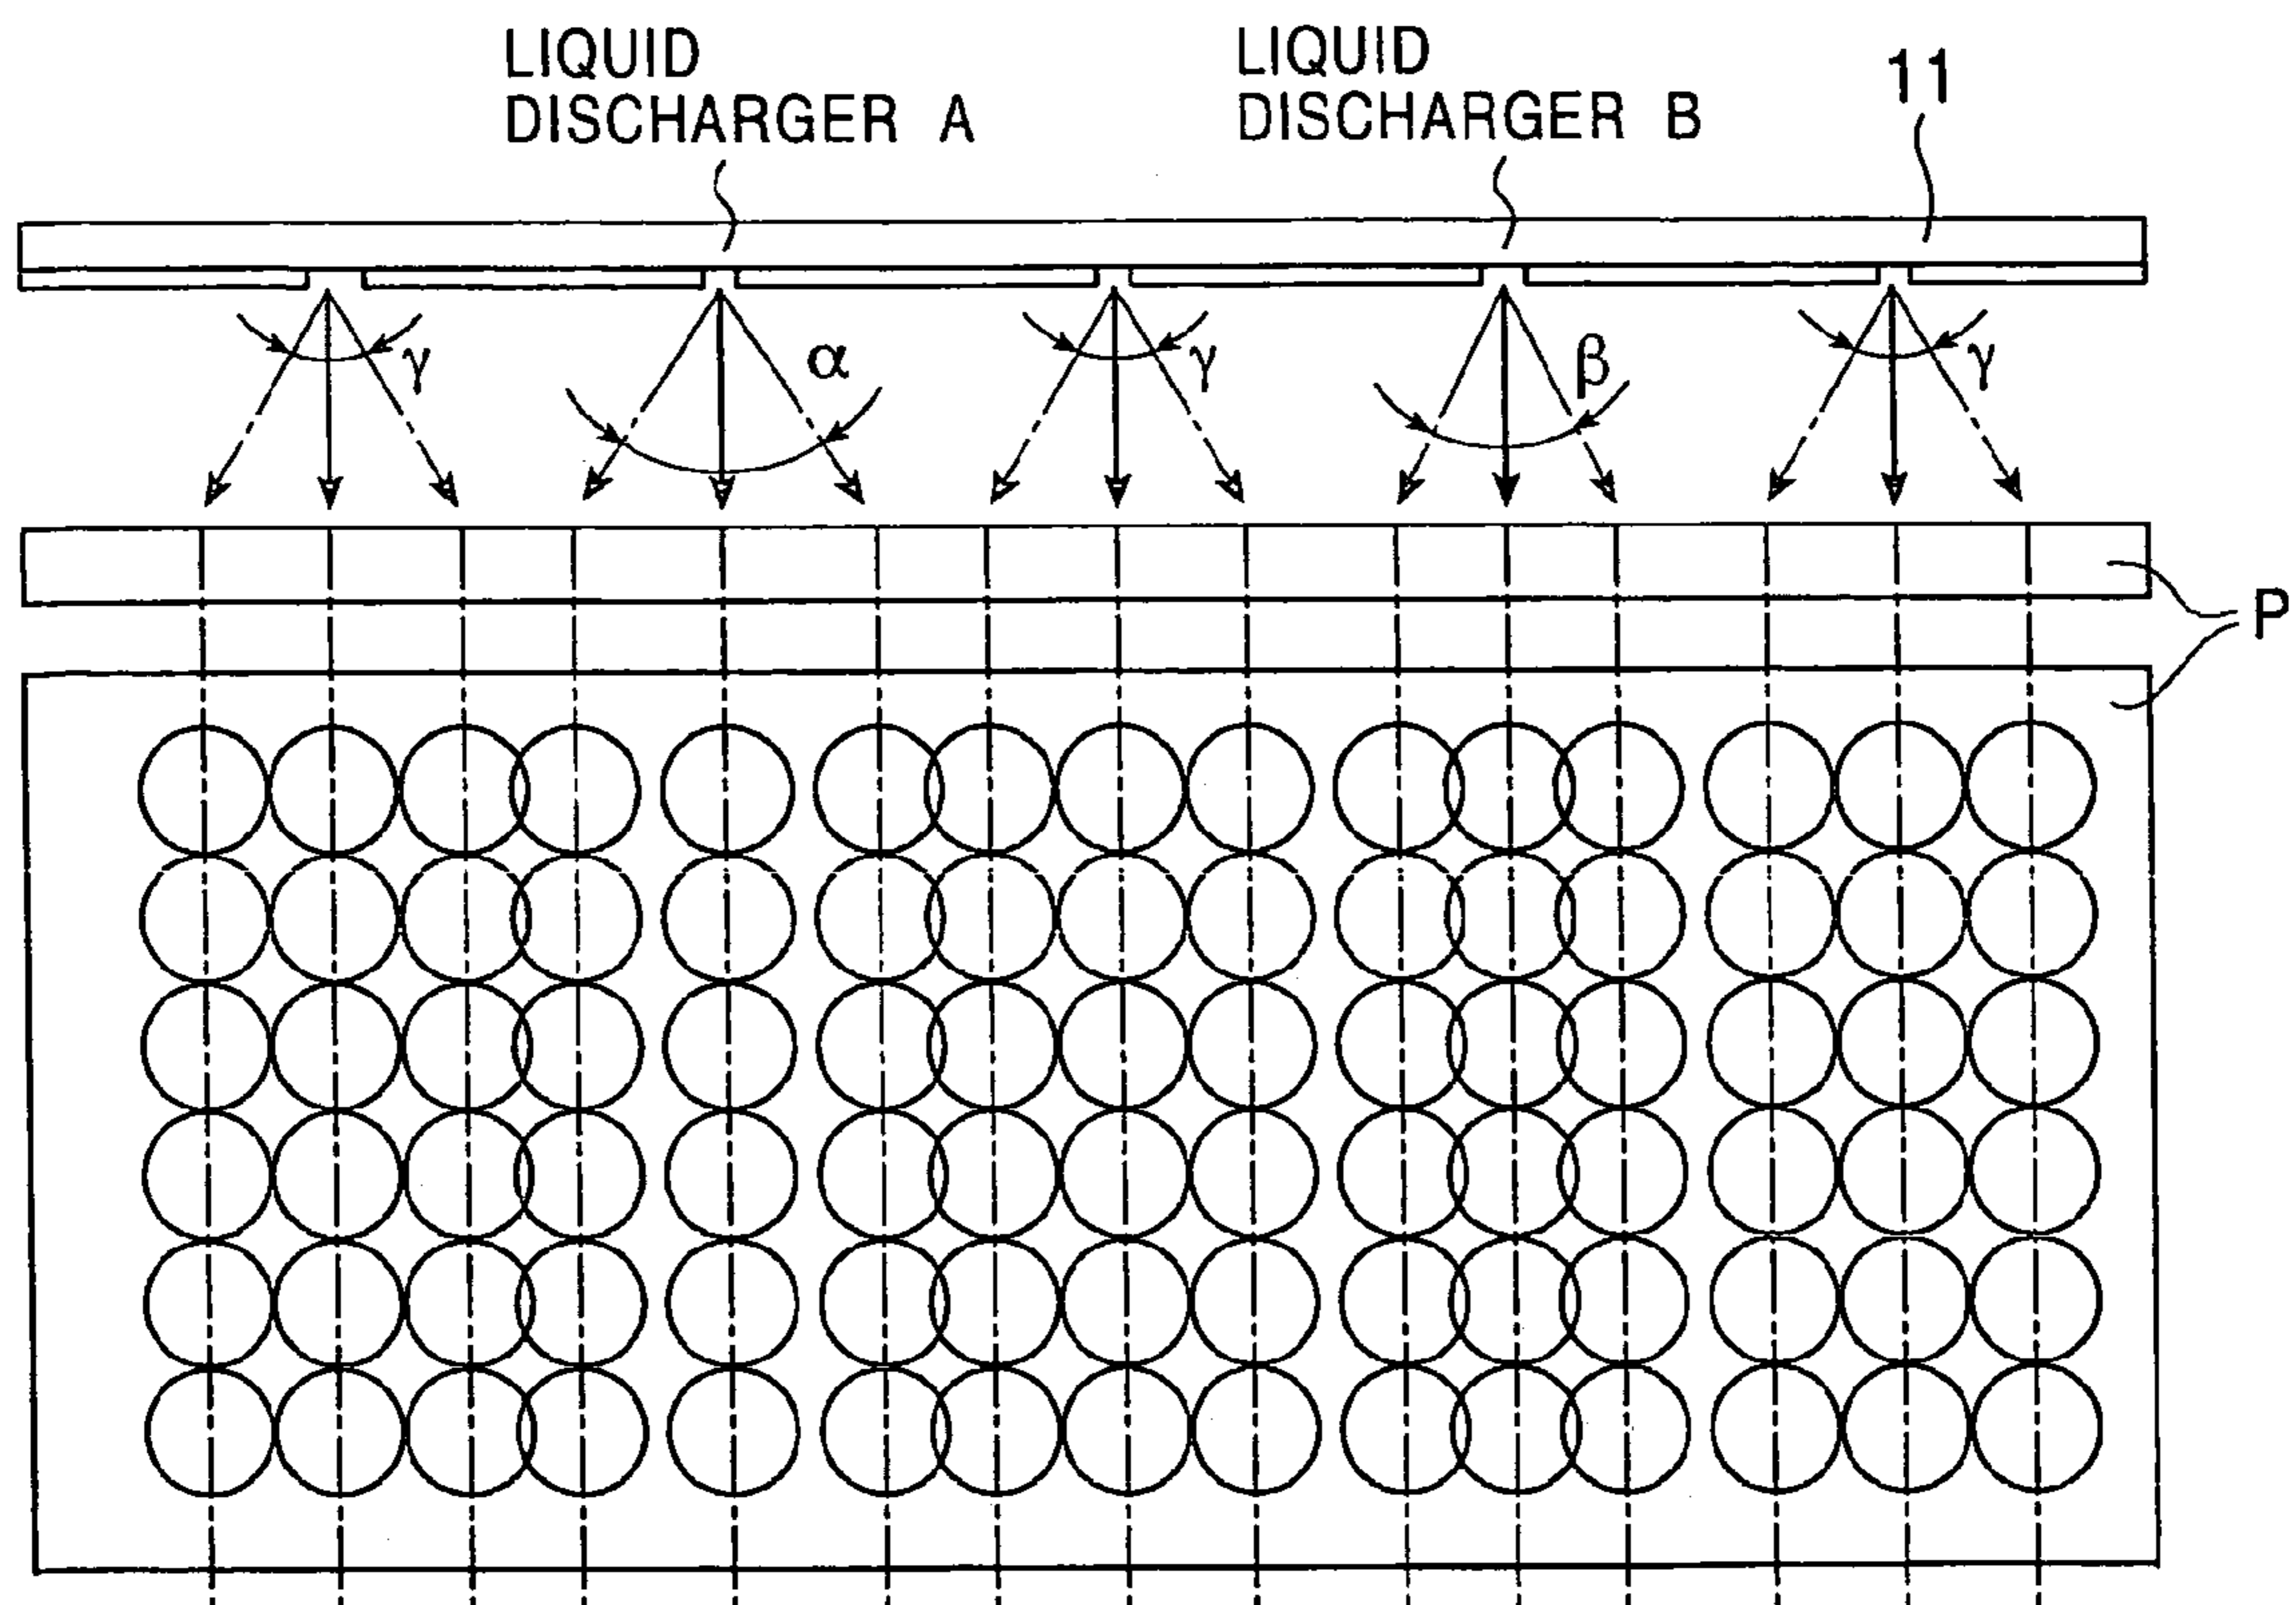 LIQUID
DISCHARGER A
LIQUID
DISCHARGER B
11
γ
α
γ
β
γ
P